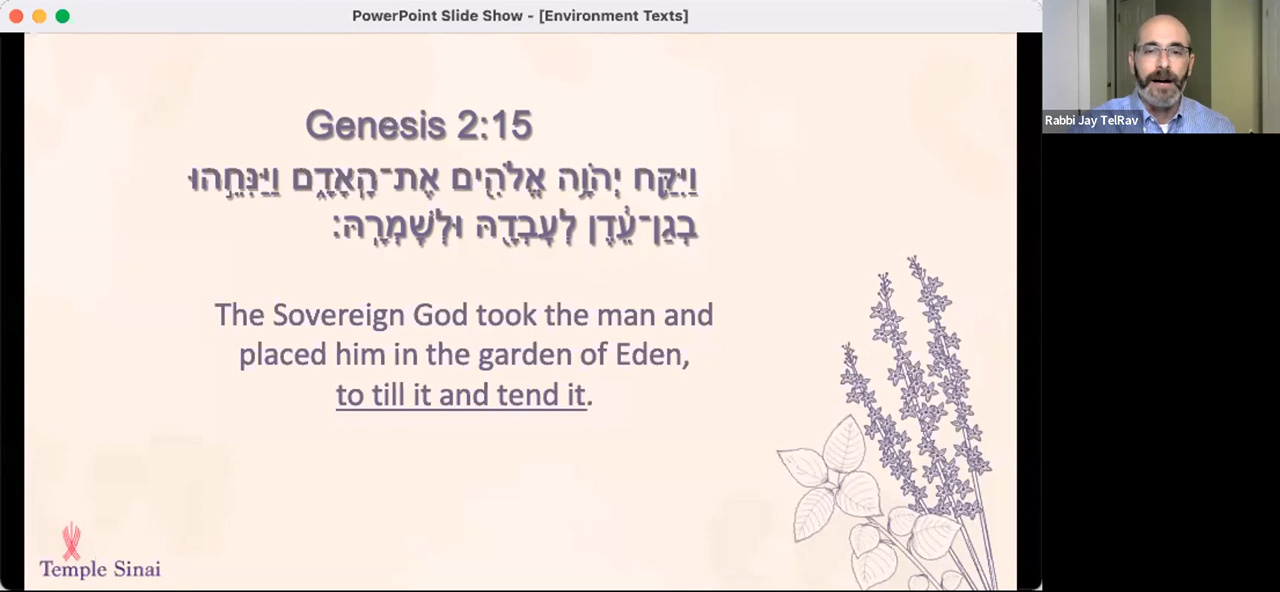 PowerPoint Slide Show - [Environment Texts]
Rabbi Jay TelRav
Genesis 2:15
וַיִּקַּ֛ח יְהֹוָ֥ה אֱלֹהִ֖ים אֶת־הָֽאָדָ֑ם וַיַּנִּחֵ֣הוּ
בְגַן־עֵ֔דֶן לְעׇבְדָ֖הּ וּלְשׇׁמְרָֽהּ׃
The Sovereign God took the man and
placed him in the garden of Eden,
to till it and tend it.
Temple Sinai